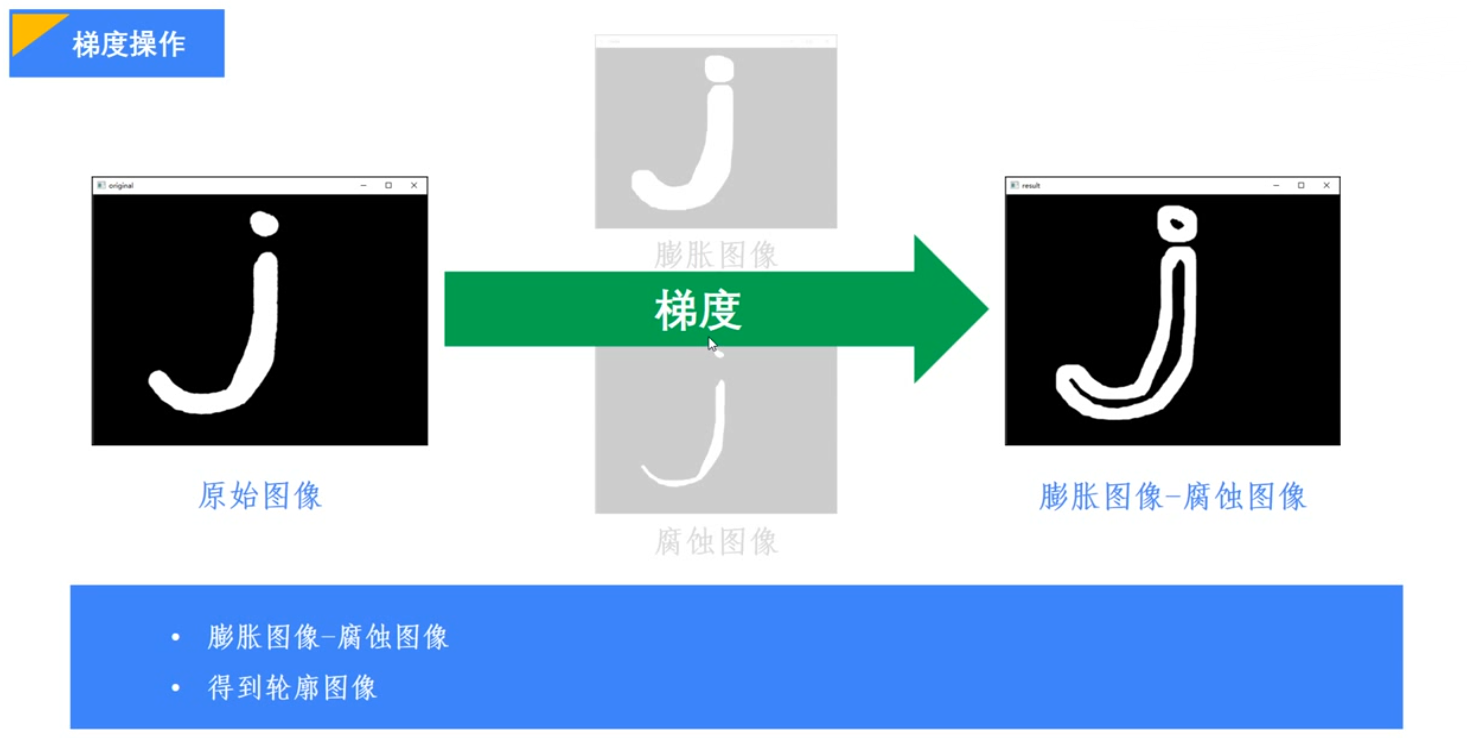 梯度操作
original
膨胀图像
梯度
result
腐蚀图像
原始图像
膨胀图像-腐蚀图像
• 膨胀图像-腐蚀图像
• 得到轮廓图像